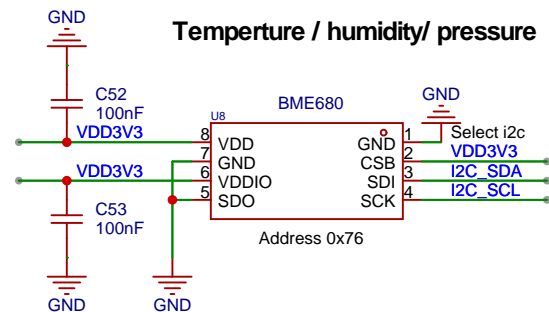 GND
Temperture / humidity/ pressure
C52
100nF
VDD3V3
U8
BME680
GND
8 VDD GND 1 Select i2c
7 GND CSB 2 VDD3V3
VDD3V3 6 VDDIO SDI 3 I2C_SDA
5 SDO SCK 4 I2C_SCL
C53
100nF
Address 0x76
GND
GND